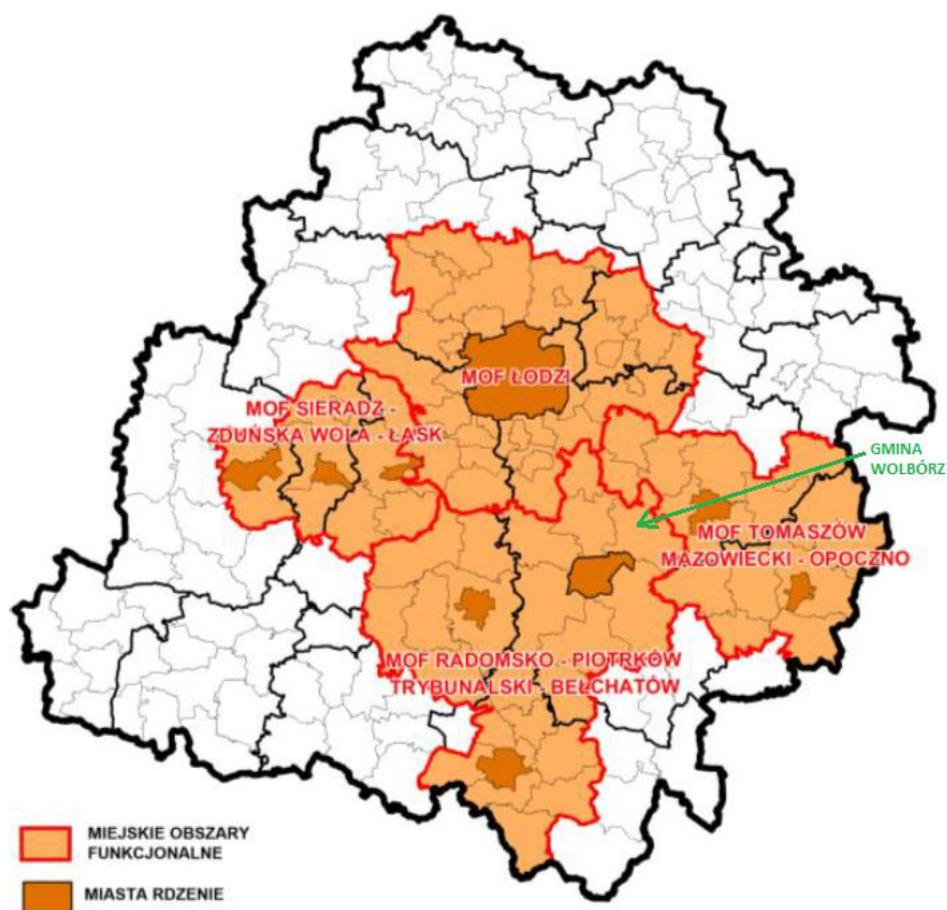 MOF ŁODZI
MOF SIERADZ -
ZDUŃSKA WOLA - ŁASK
GMINA
WOLBÓRZ
MOF TOMASZÓW
MAZOWIECKI - OPOCZNO
MOF RADOMSKO - PIOTRKÓW
TRYBUNALSKI - BEŁCHATÓW
MIEJSKIE OBSZARY
FUNKCJONALNE
MIASTA RDZENIE